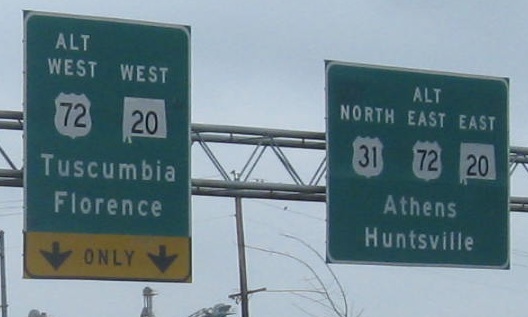 ALT
WEST WEST
72 20
Tuscumbia
Florence
ONLY
ALT
NORTH EAST EAST
31 72 20
Athens
Huntsville